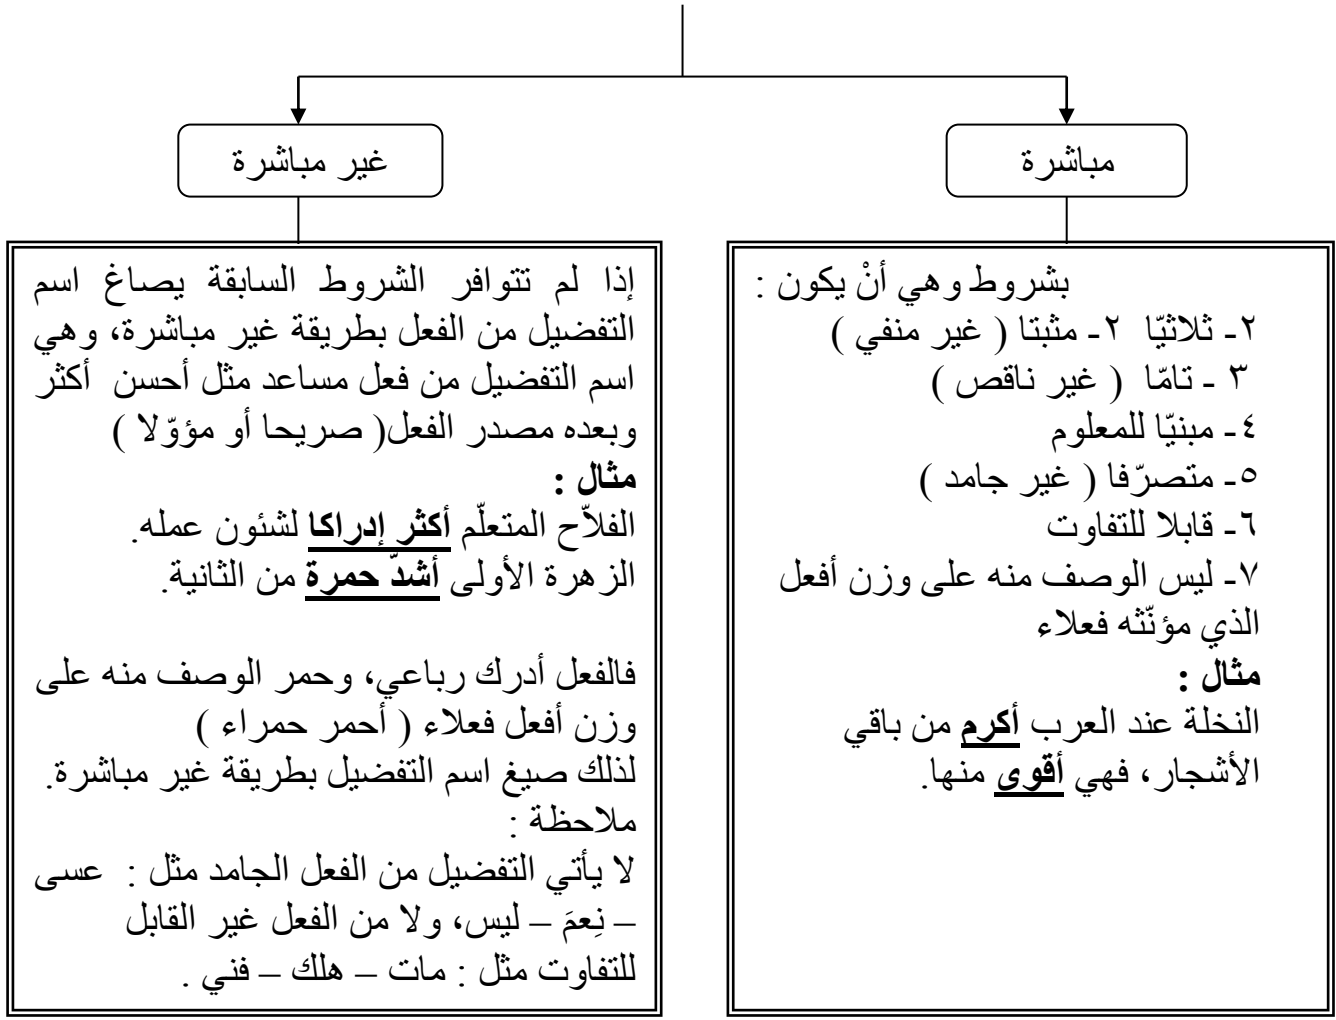 مباشرة
بشروط وهي أنْ يكون :
٢- ثلاثيّا ٢- مثبتا ( غير منفي )
٣ - تامّا ( غير ناقص )
٤- مبنيّا للمعلوم
٥- متصرّفا ( غير جامد )
٦- قابلا للتفاوت
٧- ليس الوصف منه على وزن أفعل
الذي مؤنّثه فعلاء
مثال :
النخلة عند العرب أكرم من باقي
الأشجار، فهي أقوى منها.
غير مباشرة
إذا لم تتوافر الشروط السابقة يصاغ اسم
التفضيل من الفعل بطريقة غير مباشرة، وهي
اسم التفضيل من فعل مساعد مثل أحسن أكثر
وبعده مصدر الفعل( صريحا أو مؤوّلا )
مثال :
الفلاّح المتعلّم أكثر إدراكا لشئون عمله.
الزهرة الأولى أشدّ حمرة من الثانية.
فالفعل أدرك رباعي، وحمر الوصف منه على
وزن أفعل فعلاء ( أحمر حمراء )
لذلك صيغ اسم التفضيل بطريقة غير مباشرة.
ملاحظة :
لا يأتي التفضيل من الفعل الجامد مثل : عسى
– نِعمَ – ليس، ولا من الفعل غير القابل
للتفاوت مثل : مات – هلك – فني .